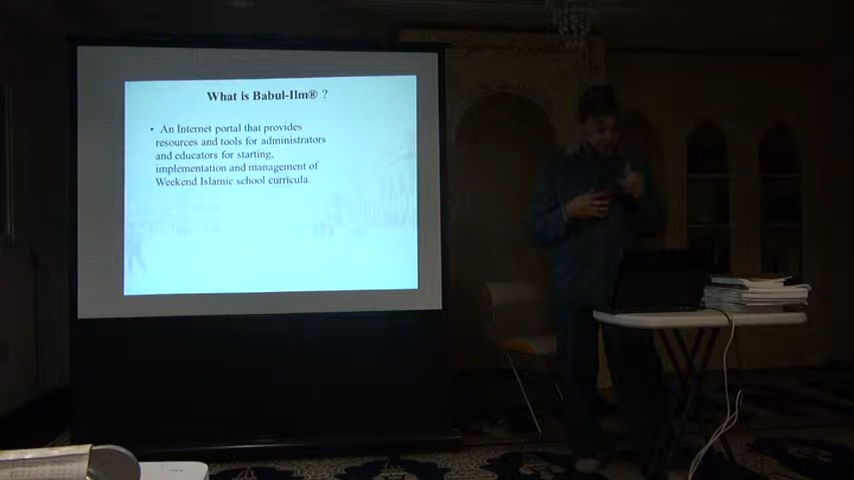 What is Babul-Ilm® ?
• An Internet portal that provides
resources and tools for administrators
and educators for starting,
implementation and management of
Weekend Islamic school curricula.